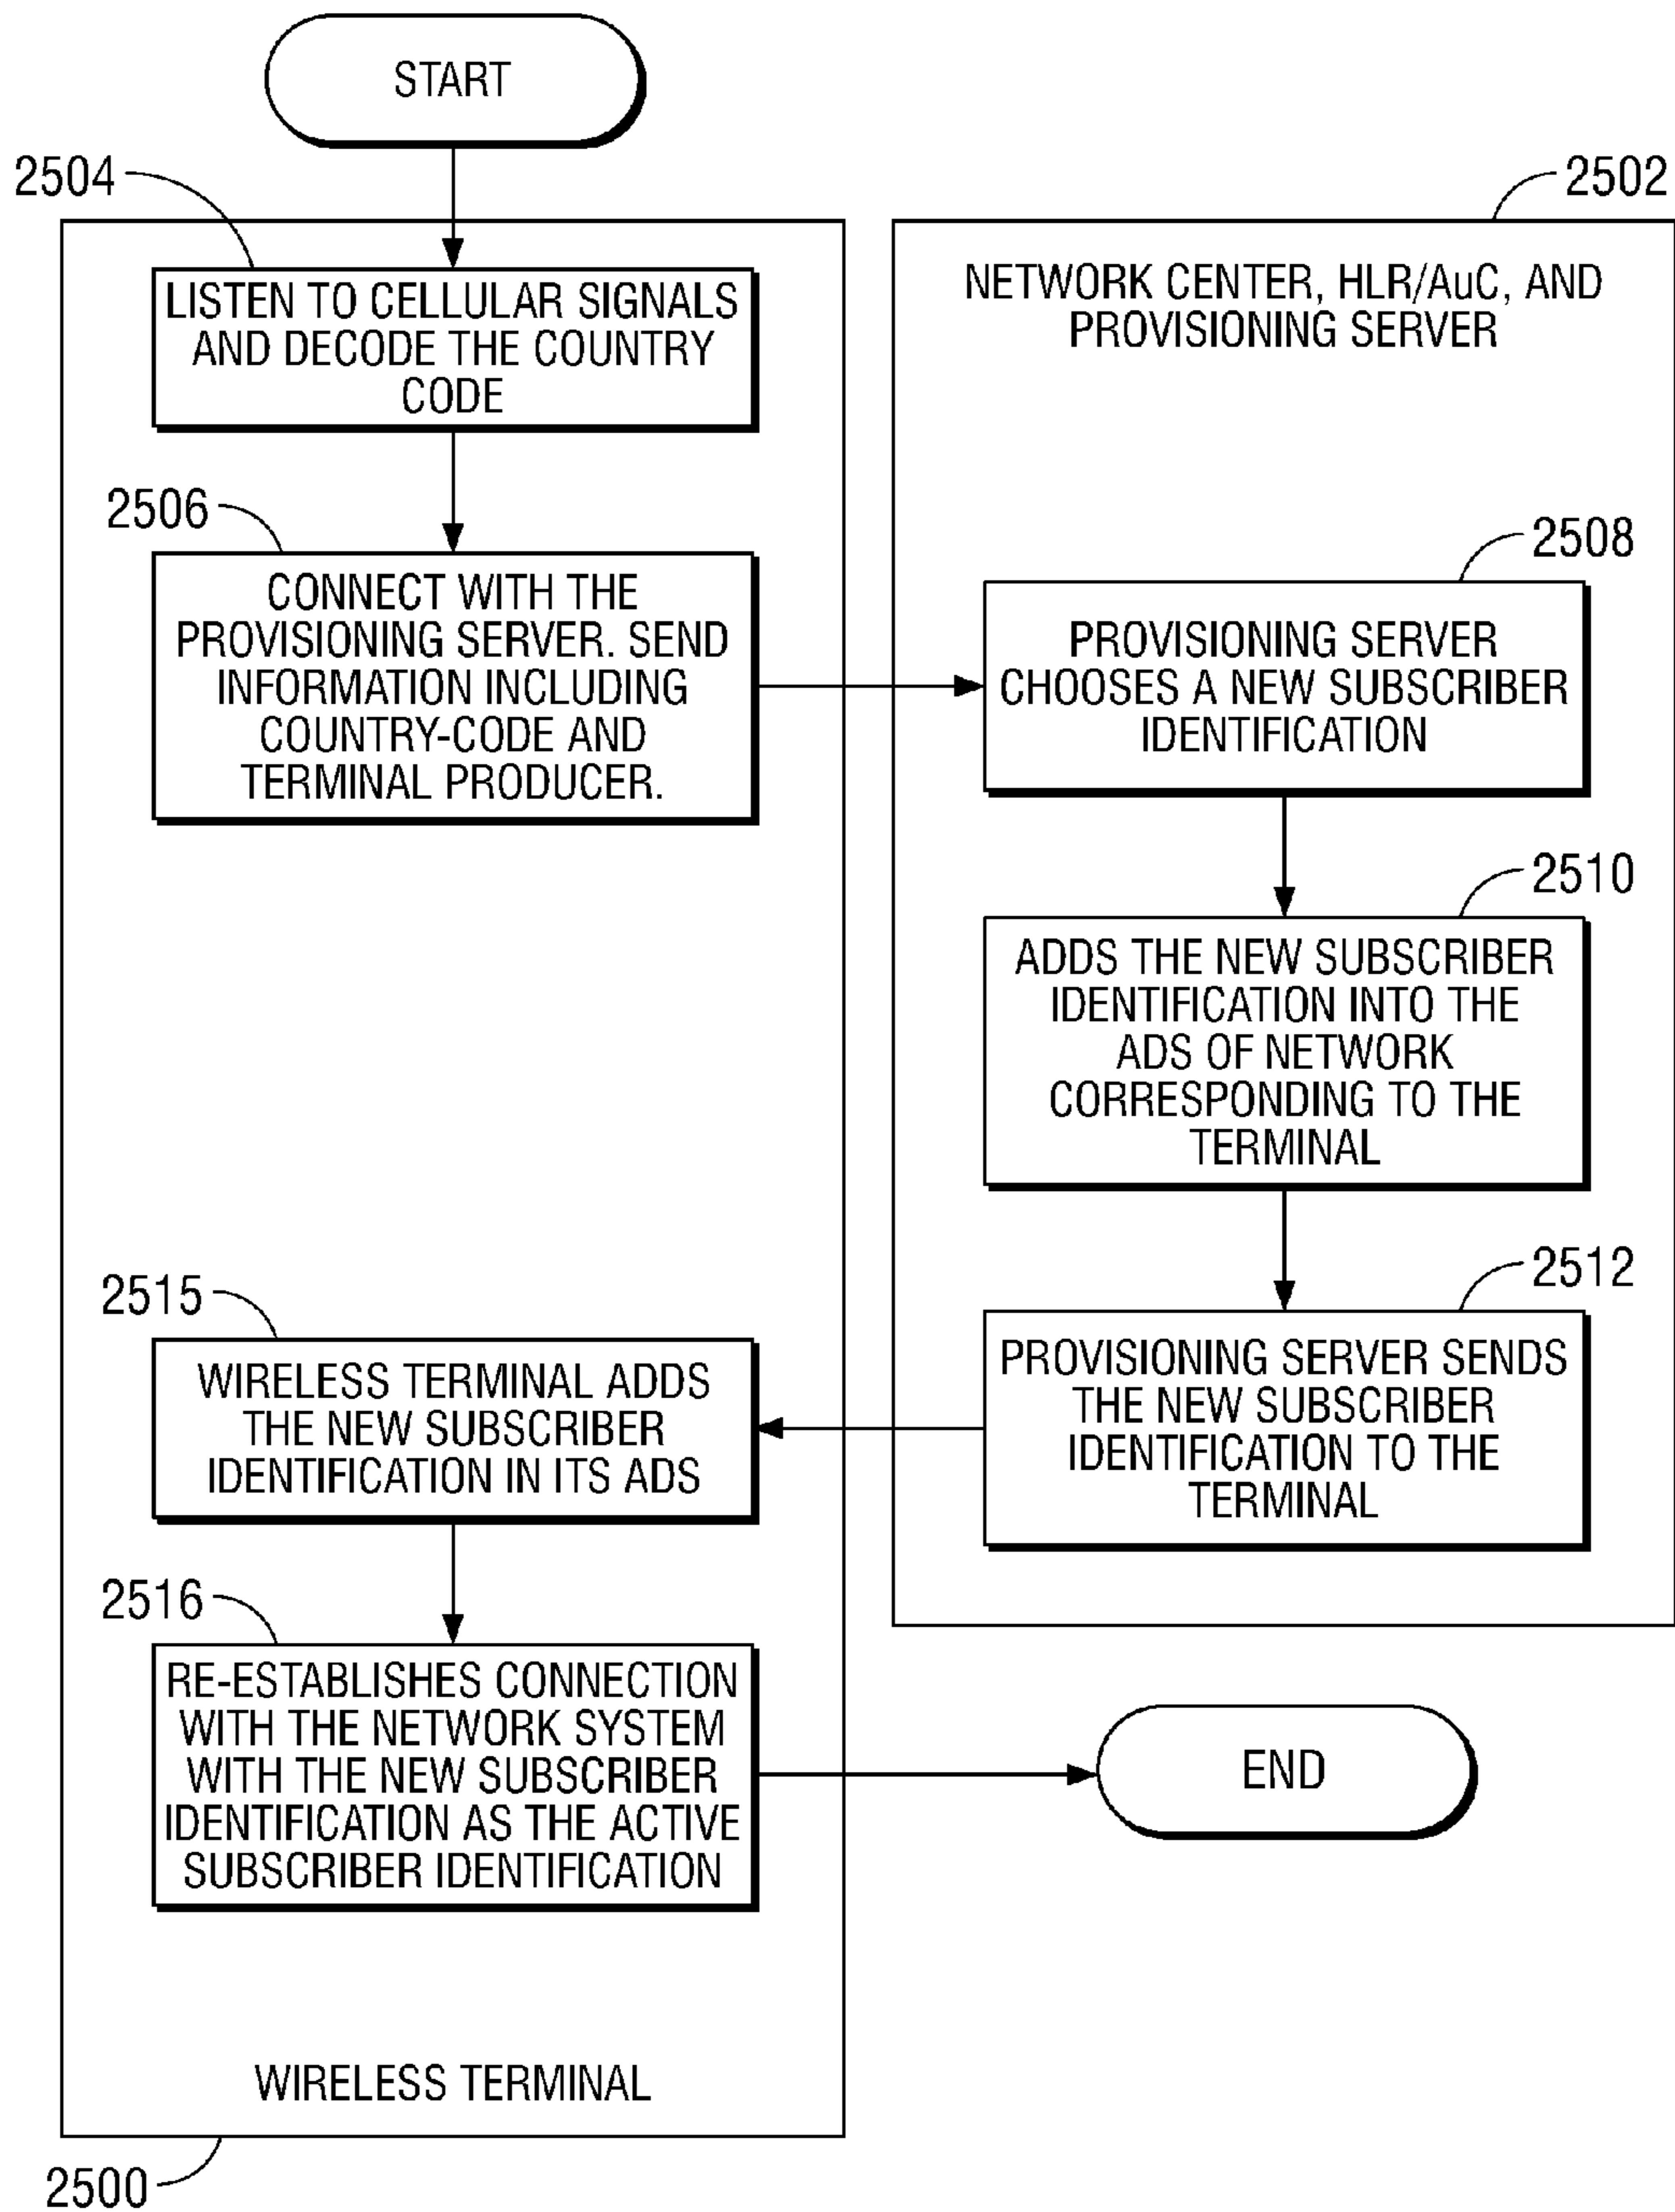 START
2504
2502
LISTEN TO CELLULAR SIGNALS
AND DECODE THE COUNTRY
CODE
NETWORK CENTER, HLR/AuC, AND
PROVISIONING SERVER
2506
CONNECT WITH THE
PROVISIONING SERVER. SEND
INFORMATION INCLUDING
COUNTRY-CODE AND
TERMINAL PRODUCER.
2508
PROVISIONING SERVER
CHOOSES A NEW SUBSCRIBER
IDENTIFICATION
2510
ADDS THE NEW SUBSCRIBER
IDENTIFICATION INTO THE
ADS OF NETWORK
CORRESPONDING TO THE
TERMINAL
2512
PROVISIONING SERVER SENDS
THE NEW SUBSCRIBER
IDENTIFICATION TO THE
TERMINAL
2515
WIRELESS TERMINAL ADDS
THE NEW SUBSCRIBER
IDENTIFICATION IN ITS ADS
2516
RE-ESTABLISHES CONNECTION
WITH THE NETWORK SYSTEM
WITH THE NEW SUBSCRIBER
IDENTIFICATION AS THE ACTIVE
SUBSCRIBER IDENTIFICATION
END
WIRELESS TERMINAL
2500